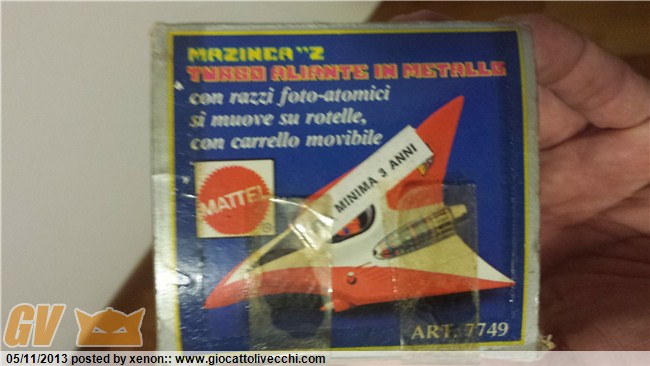 MAZINGA "Z
TURBO ALIANTE IN METALLO
con razzi foto-atomici
si muove su rotelle,
con carrello movibile
MINIMA 3 ANNI
MATTEL
ART. 7749
GV
05/11/2013 posted by xenon:: www.giocattolivecchi.com